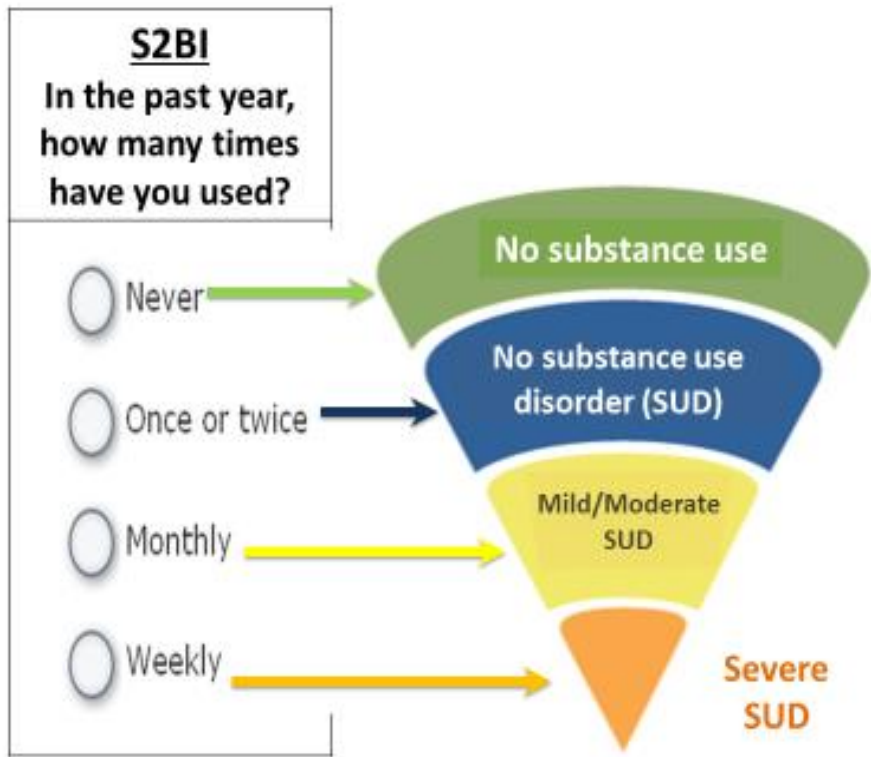 S2BI
In the past year,
how many times
have you used?
Never
Once or twice
Monthly
Weekly
No substance use
No substance use
disorder (SUD)
Mild/Moderate
SUD
Severe
SUD